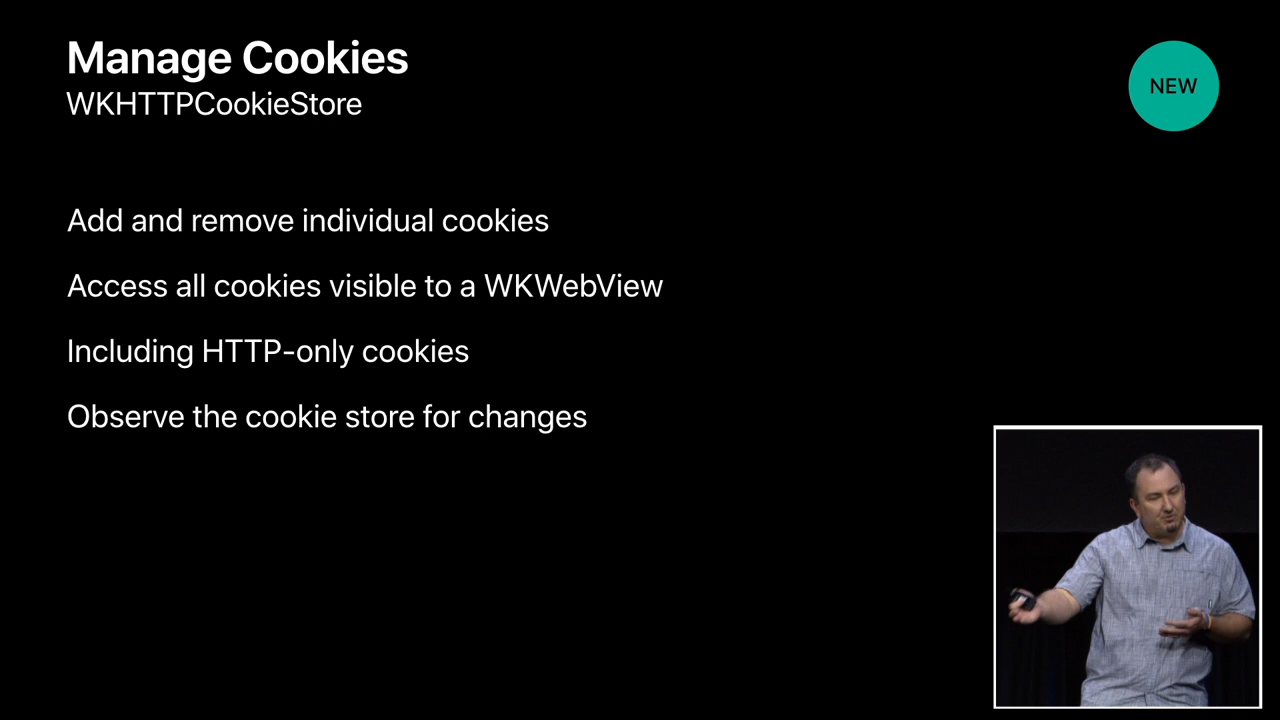 Manage Cookies
WKHTTPCookieStore
NEW
Add and remove individual cookies
Access all cookies visible to a WKWebView
Including HTTP-only cookies
Observe the cookie store for changes